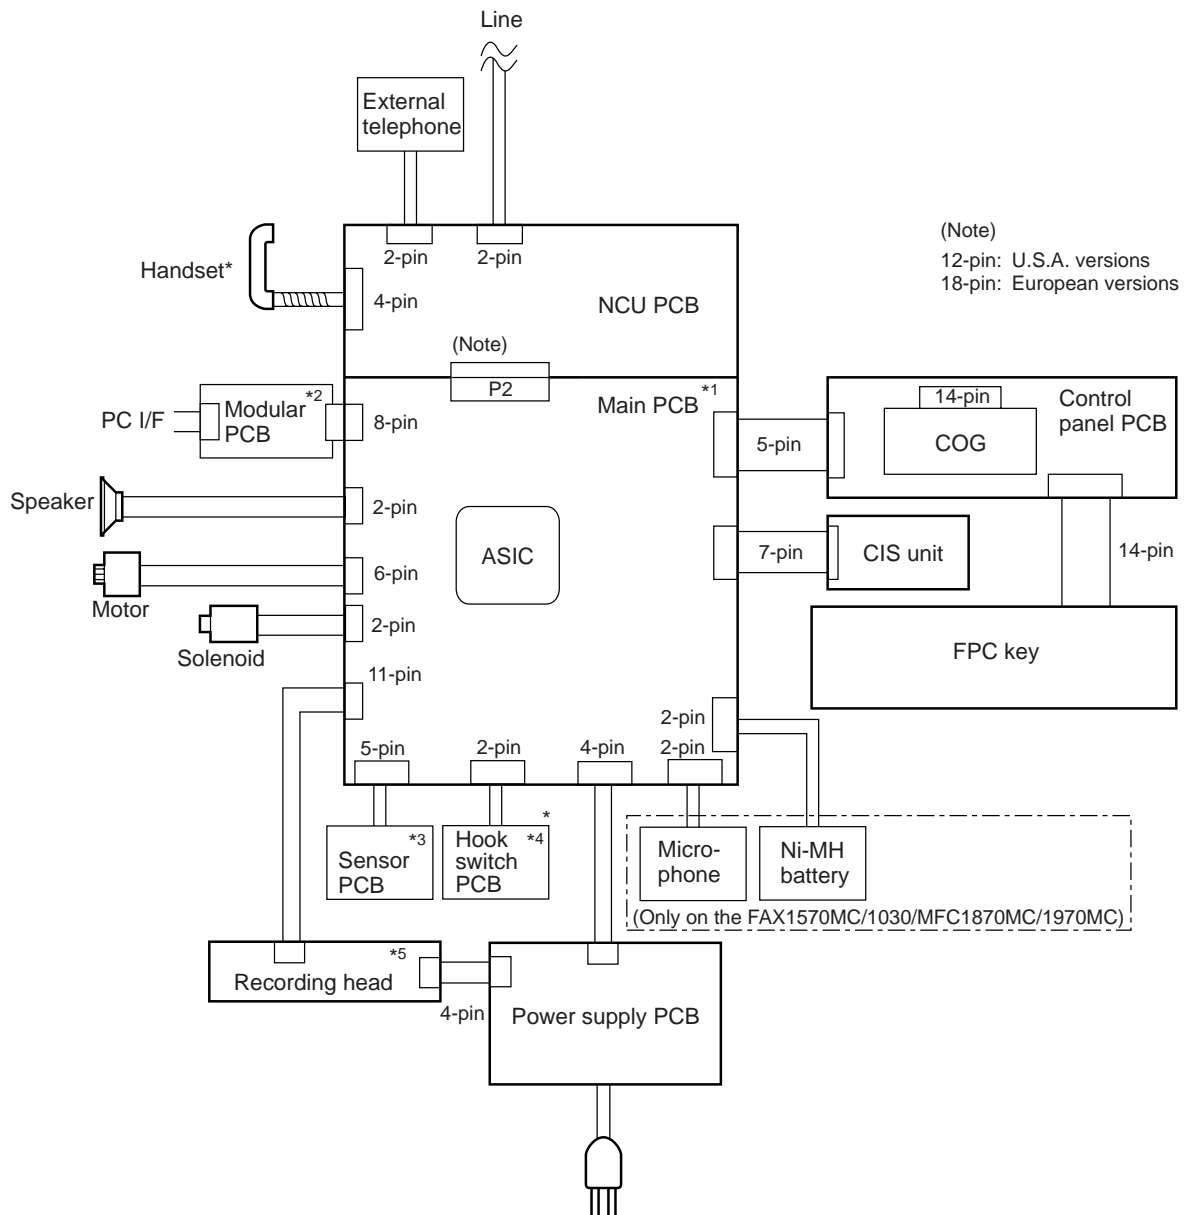 Line
External
telephone
2-pin
2-pin
(Note)
12-pin: U.S.A. versions
18-pin: European versions
Handset*
4-pin
NCU PCB
(Note)
P2
Main PCB *1
PC I/F
Modular *2
PCB
8-pin
5-pin
14-pin
COG
Control
panel PCB
Speaker
2-pin
ASIC
7-pin
CIS unit
14-pin
Motor
6-pin
Solenoid
2-pin
FPC key
11-pin
2-pin
5-pin
2-pin
4-pin
2-pin
*3
Sensor
PCB
*
Hook *4
switch
PCB
Micro-
phone
Ni-MH
battery
(Only on the FAX1570MC/1030/MFC1870MC/1970MC)
*5
Recording head
4-pin
Power supply PCB